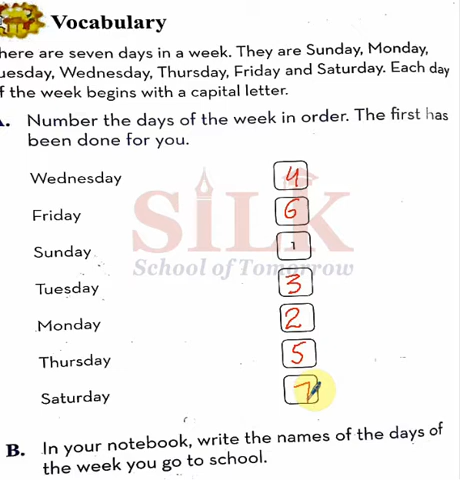 Vocabulary
here are seven days in a week. They are Sunday, Monday,
uesday, Wednesday, Thursday, Friday and Saturday. Each day
f the week begins with a capital letter.
Number the days of the week in order. The first has
been done for you.
Wednesday 4
Friday 6
SiLK
Sunday 1
School of Tomorrow
Tuesday 3
Monday 2
Thursday 5
Saturday 7
B. In your notebook, write the names of the days of
the week you go to school.